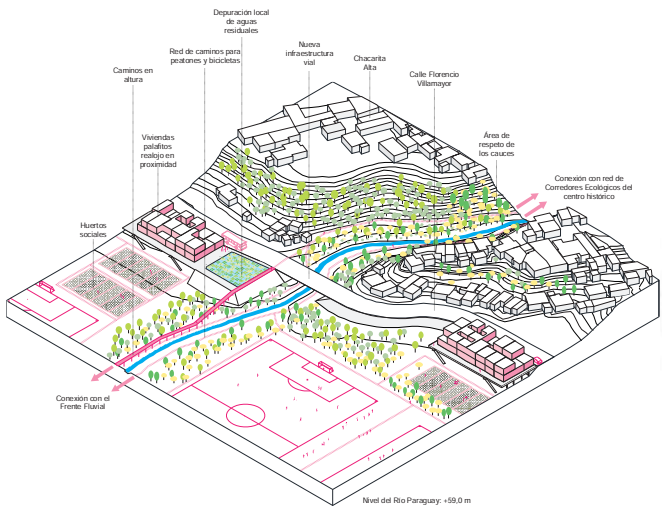 Depuración local
de aguas
residuales
Red de caminos para
peatones y bicicletas
Nueva
infraestructura
vial
Chacarita
Alta
Calle Florencio
Villamayor
Caminos en
altura
Viviendas
palafitos
realojo en
proximidad
Área de
respeto de
los cauces
Conexión con red de
Corredores Ecológicos del
centro histórico
Huertos
sociales
Conexión con el
Frente Fluvial
Nivel del Río Paraguay: +59,0 m